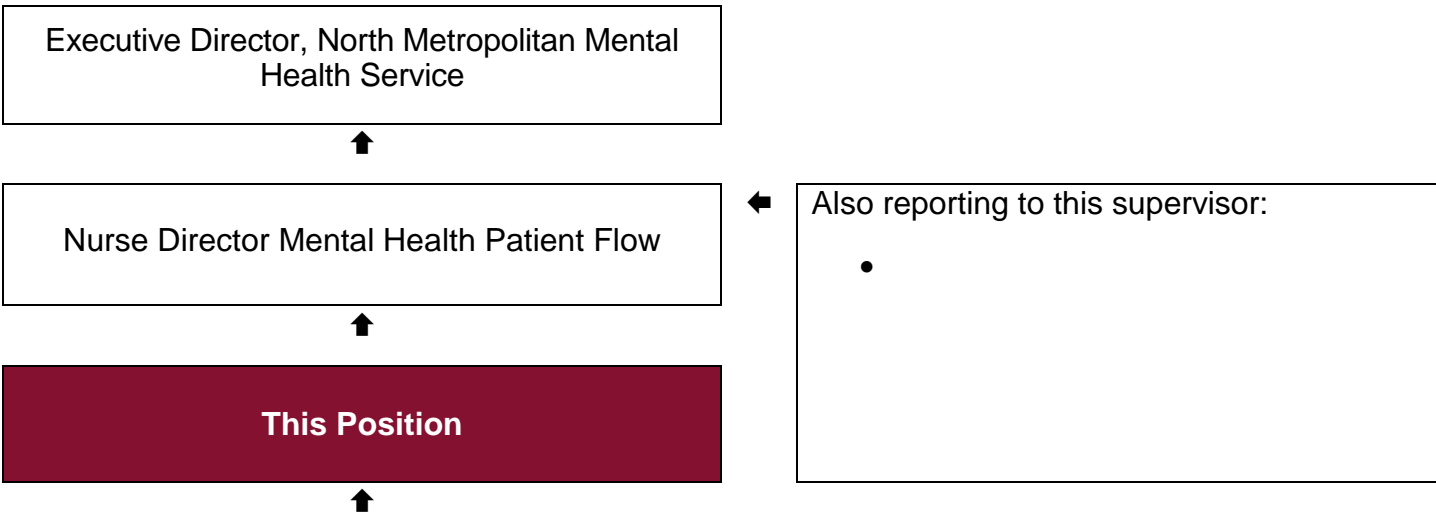 Executive Director, North Metropolitan Mental
Health Service
Nurse Director Mental Health Patient Flow
Also reporting to this supervisor:
•
This Position